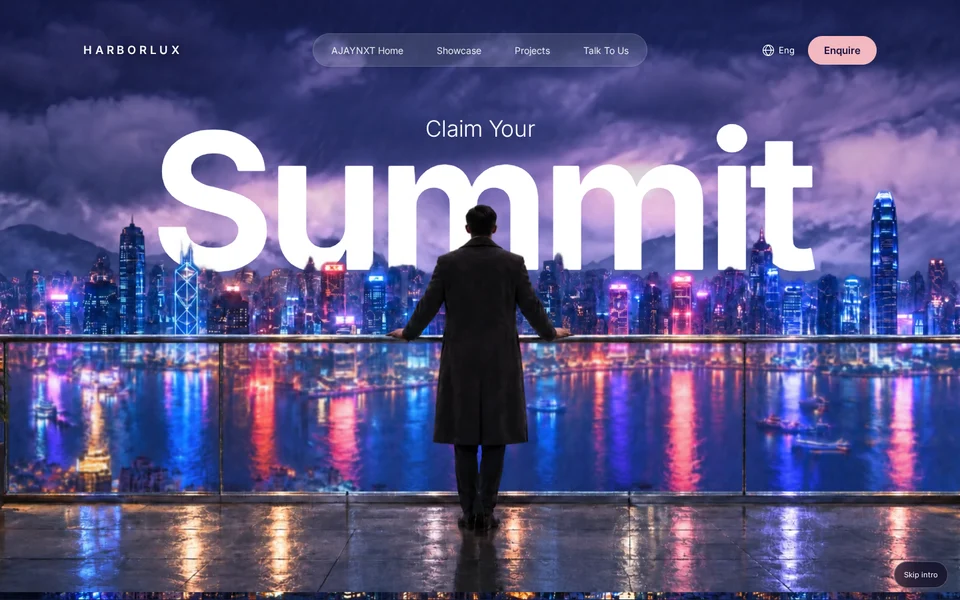 HARBORLUX
AJAYNXT Home
Showcase
Projects
Talk To Us
Eng
Enquire
Claim Your
Summit
Skip intro